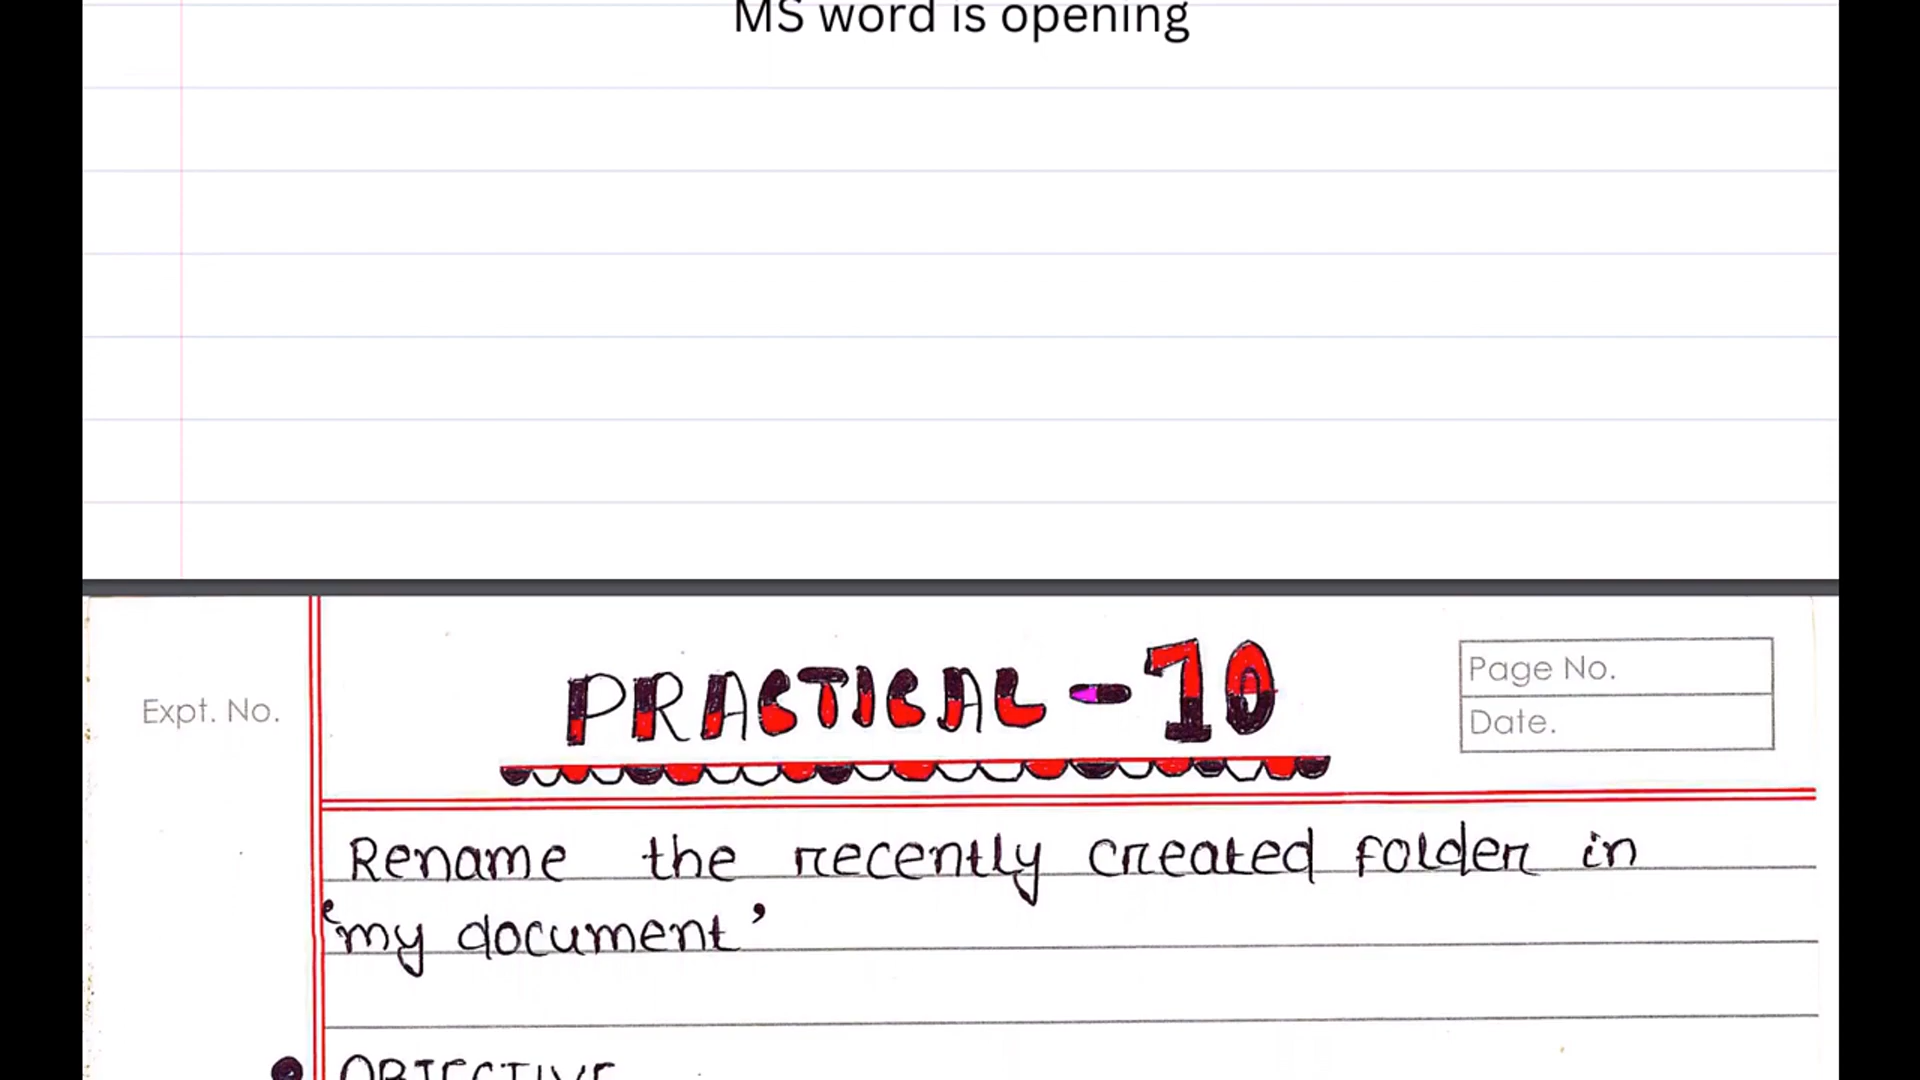 MS word is opening
PRACTICAL - 10
Page No.
Expt. No.
Date.
Rename the recently created folder in
'my document'
OBJECTIVE